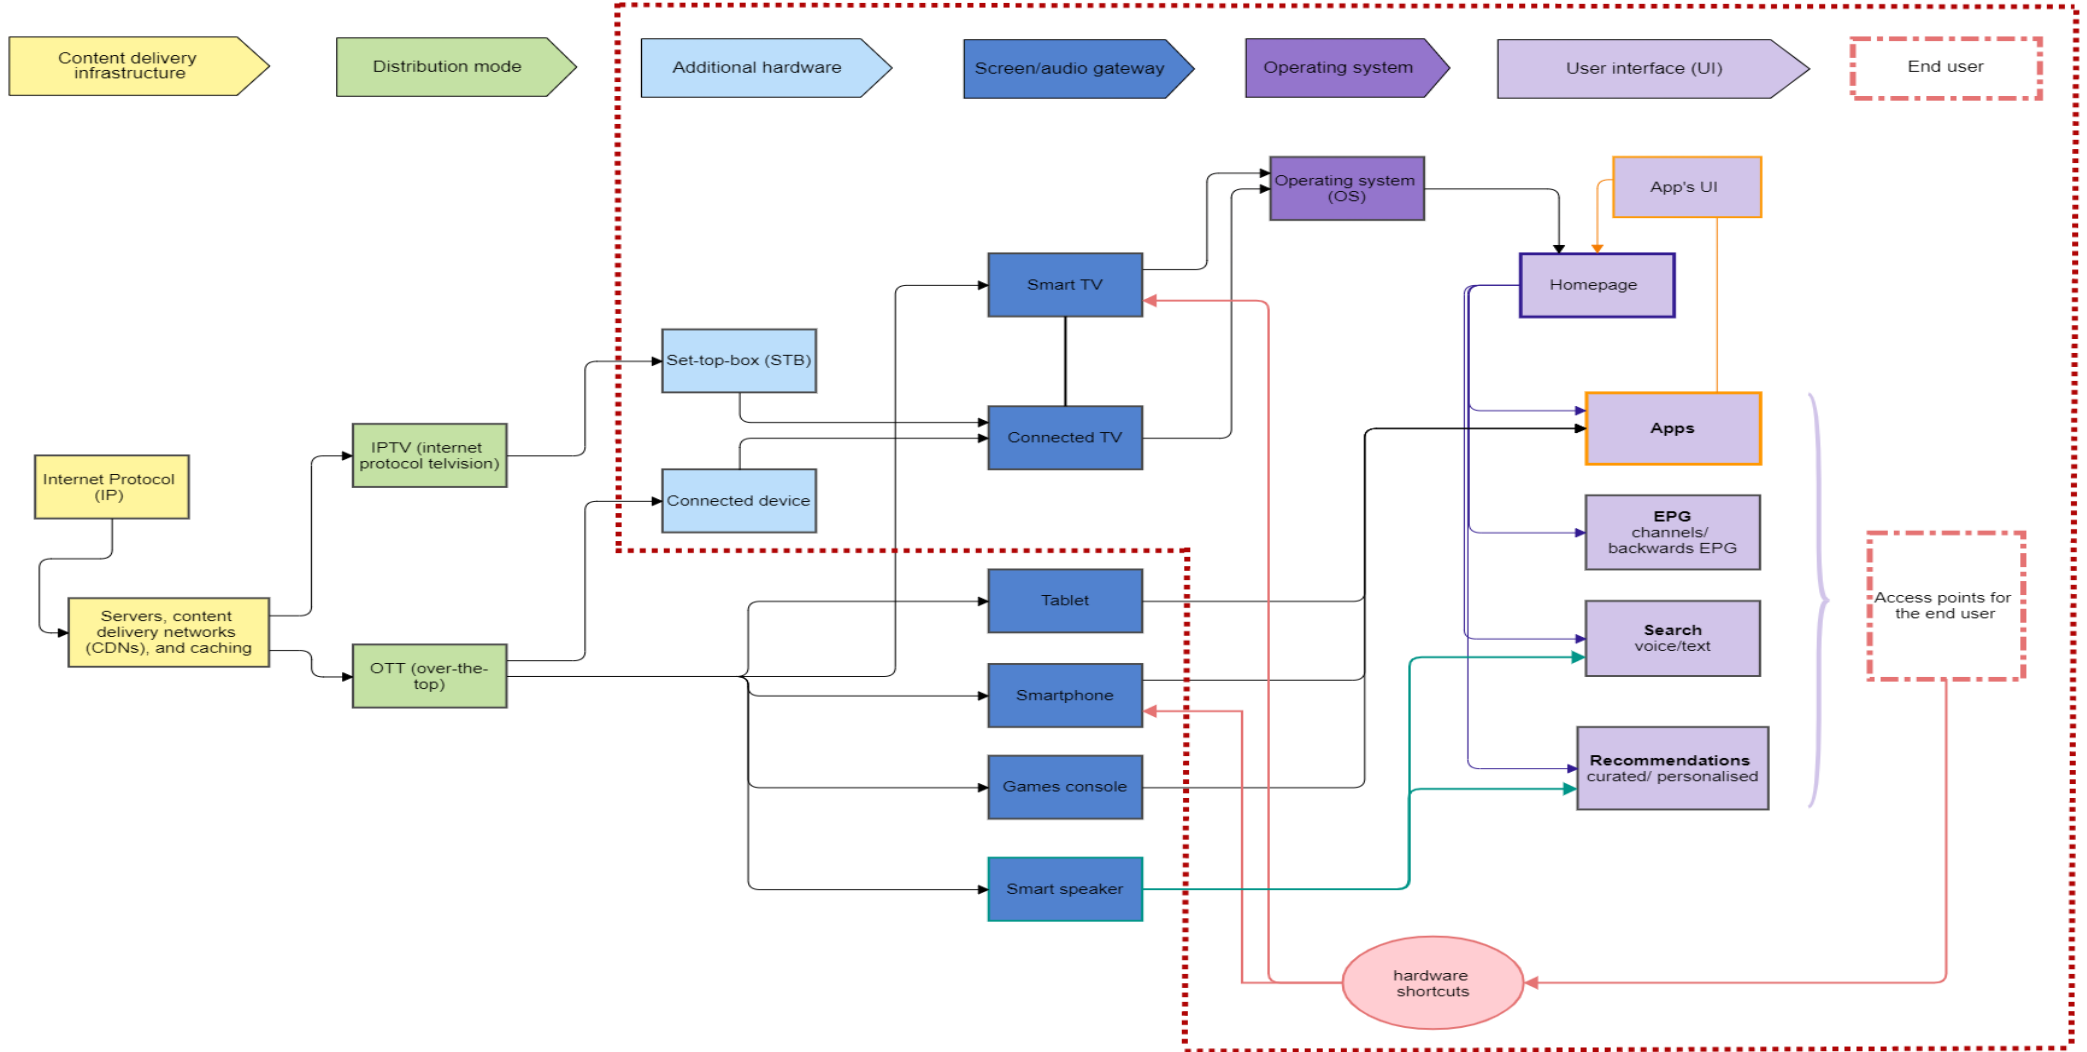 Content delivery
infrastructure
Distribution mode
Additional hardware
Screen/audio gateway
Operating system
User interface (UI)
End user
Operating system
(OS)
App's UI
Smart TV
Homepage
Set-top-box (STB)
Connected TV
Apps
IPTV (internet
protocol telvision)
Internet Protocol
(IP)
Connected device
EPG
channels/
backwards EPG
Servers, content
delivery networks
(CDNs), and caching
Tablet
Search
voice/text
Access points for
the end user
OTT (over-the-
top)
Smartphone
Games console
Recommendations
curated/ personalised
Smart speaker
hardware
shortcuts